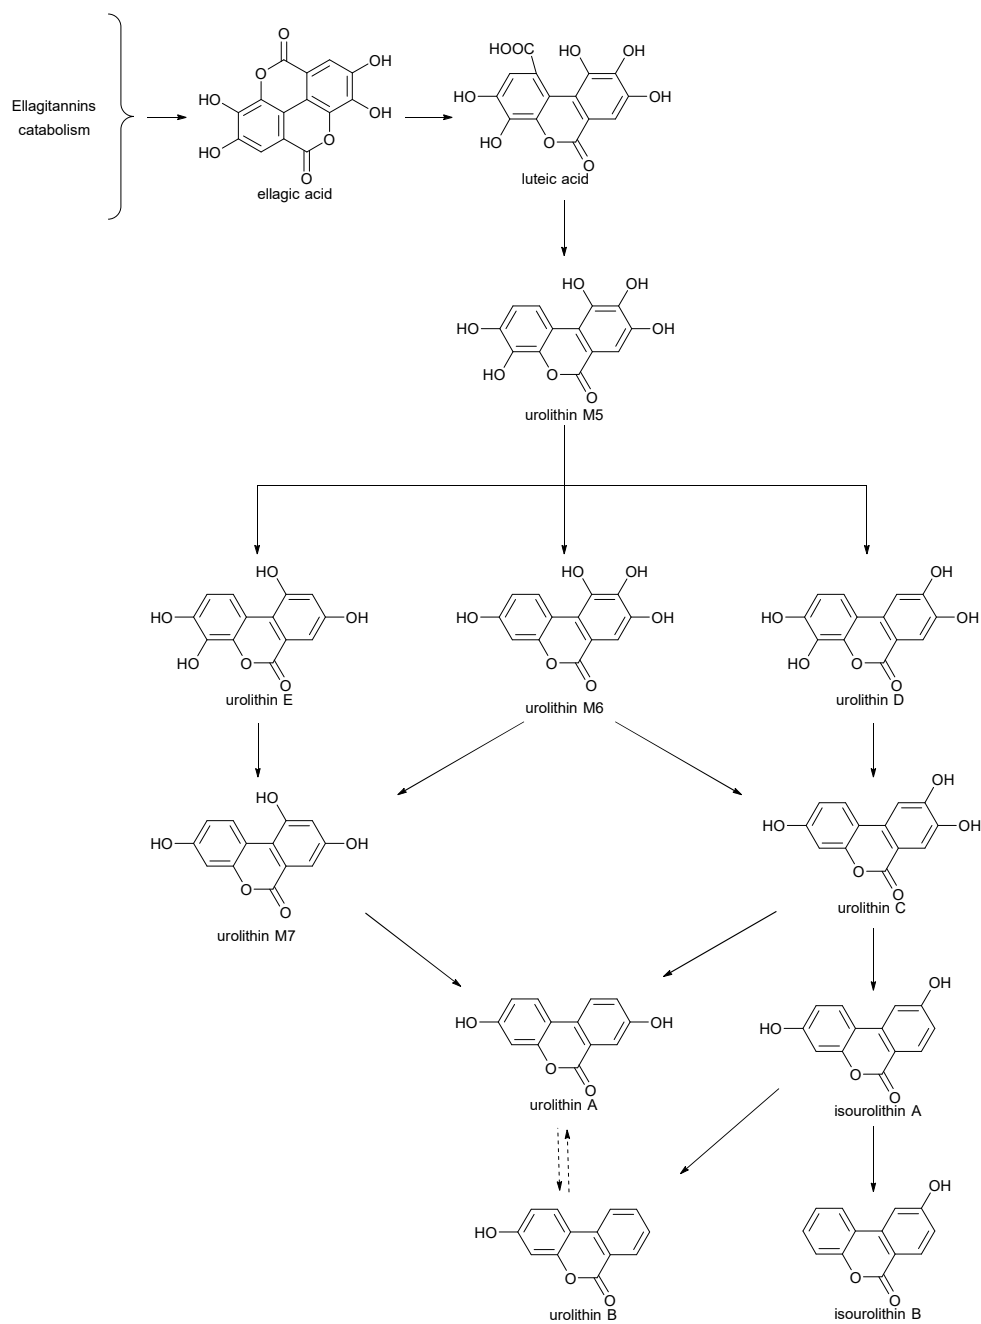 Ellagitannins
catabolism
O
O
OH
HO
OH
HO
O
O
ellagic acid
HOOC
HO
OH
HO
OH
HO
O
O
luteic acid
HO
OH
HO
OH
HO
O
O
urolithin M5
HO
HO
OH
HO
O
O
urolithin E
HO
OH
HO
OH
O
O
urolithin M6
OH
HO
OH
HO
O
O
urolithin D
HO
HO
OH
O
O
urolithin M7
OH
HO
OH
O
O
urolithin C
HO
OH
O
O
urolithin A
OH
HO
O
O
isourolithin A
HO
O
O
urolithin B
OH
O
O
isourolithin B